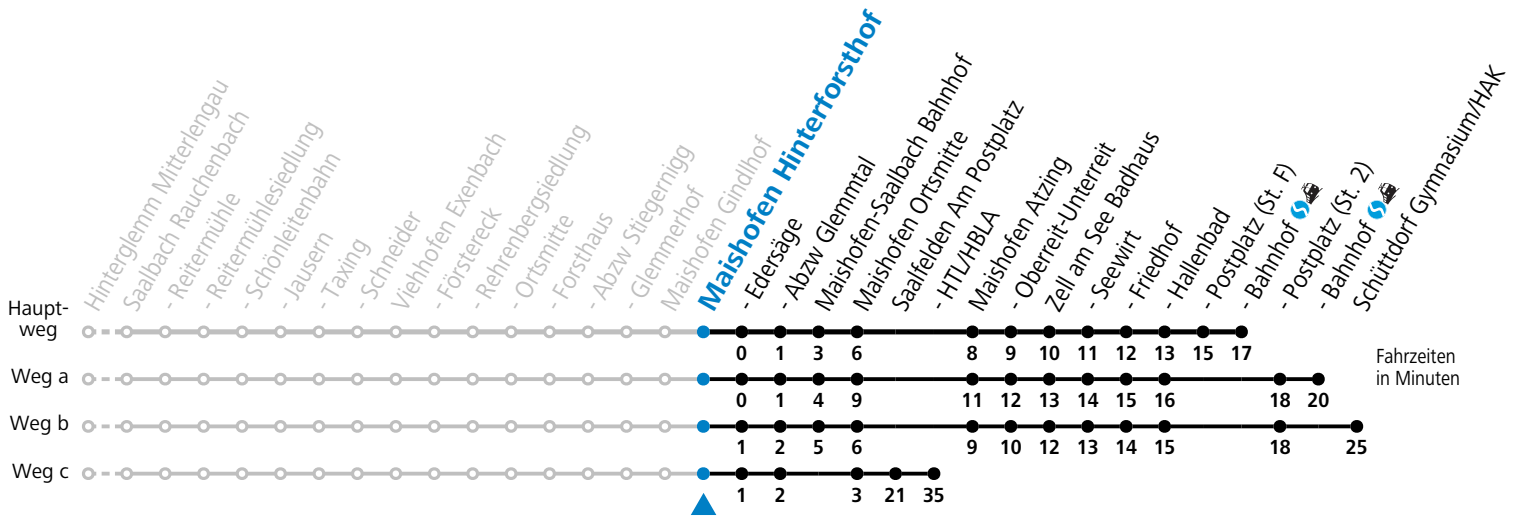 Hinterglemm Mitterlengau
Saalbach Rauchenbach
- Reitermühle
- Reitermühlesiedlung
- Schönleitenbahn
- Jausern
- Taxing
- Schneider
Viehhofen Exenbach
- Förstereck
- Rehrenbergsiedlung
- Ortsmitte
- Forsthaus
- Abzw Stiegernigg
- Glemmerhof
Maishofen Gindlhof
Maishofen Hinterforsthof
- Edersäge
- Abzw Glemmtal
Maishofen-Saalbach Bahnhof
Maishofen Ortsmitte
Saalfelden Am Postplatz
- HTL/HBLA
Maishofen Atzing
- Oberreit-Unterreit
Zell am See Badhaus
- Seewirt
- Friedhof
- Hallenbad
- Postplatz (St. F)
- Bahnhof
- Postplatz (St. 2)
- Bahnhof
Schüttdorf Gymnasium/HAK
Haupt-
weg
0 1 3 6 8 9 10 11 12 13 15 17
Fahrzeiten
in Minuten
Weg a
0 1 4 9 11 12 13 14 15 16 18 20
Weg b
1 2 5 6 9 10 12 13 14 15 18 25
Weg c
1 2 3 21 35